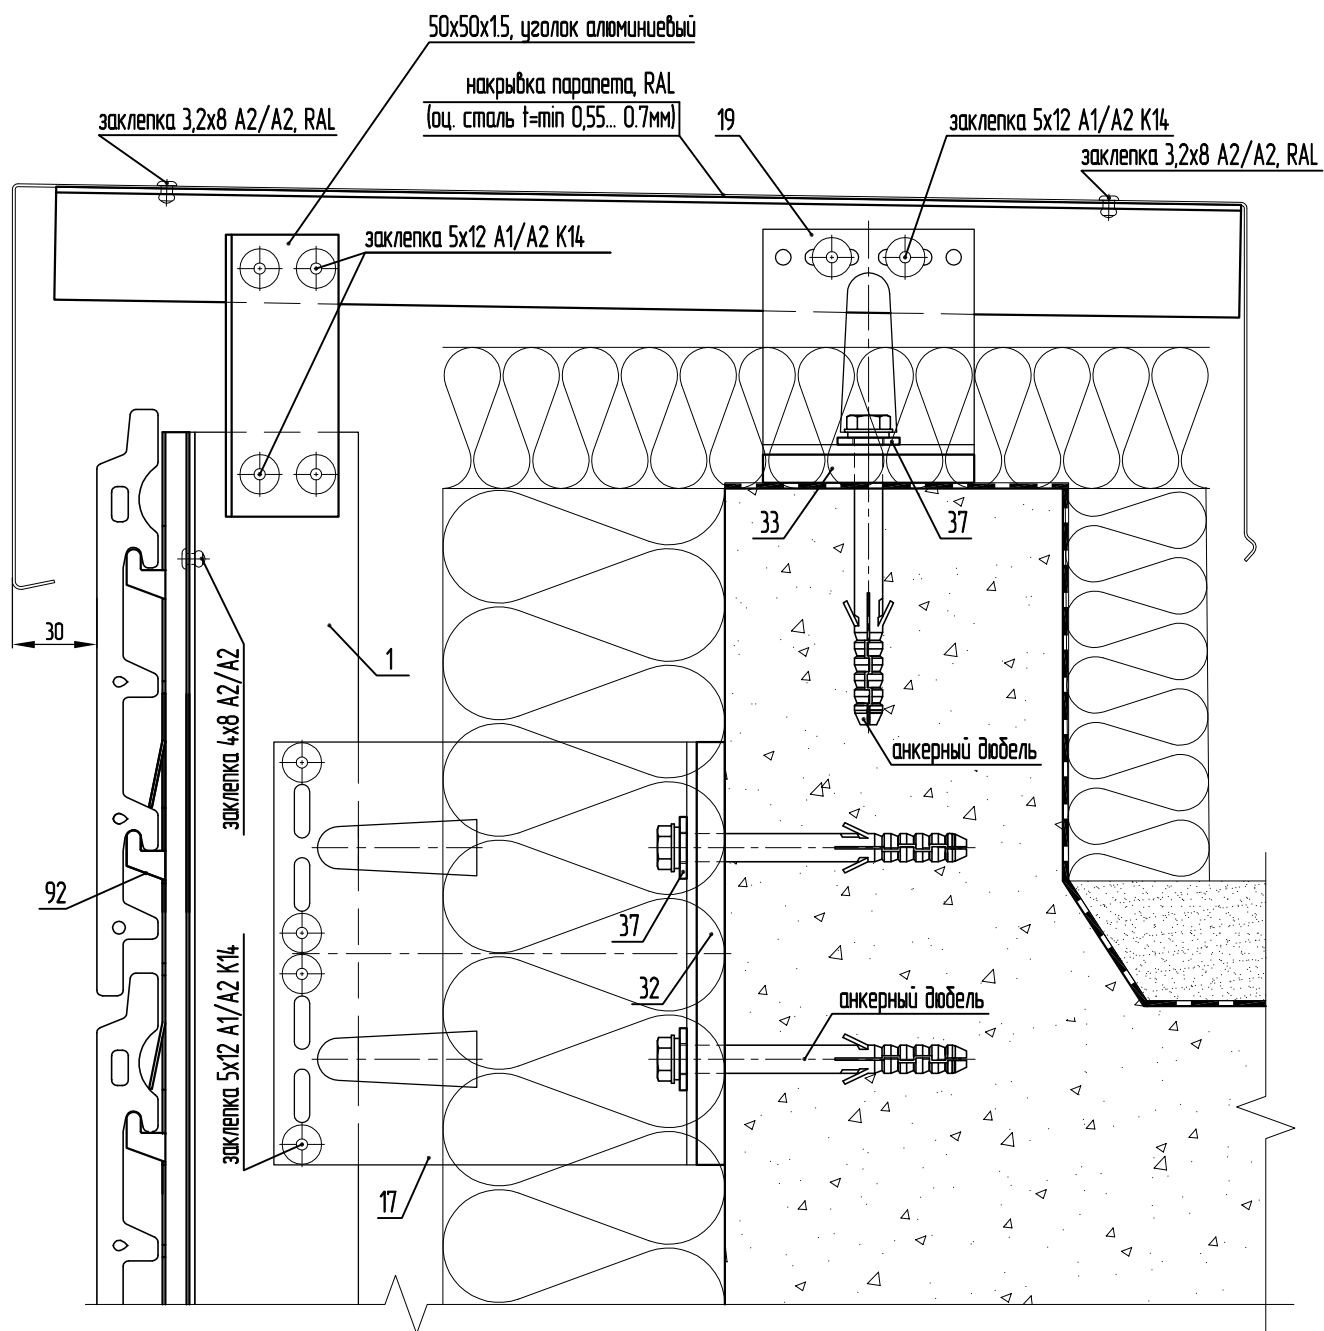 50х50х1.5, уголок алюминиевый
накрывка парапета, RAL
(оц. сталь t=min 0,55... 0.7мм)
заклепка 3,2х8 А2/А2, RAL
19
заклепка 5х12 А1/А2 К14
заклепка 3,2х8 А2/А2, RAL
заклепка 5х12 А1/А2 К14
33
37
30
1
заклепка 4х8 А2/А2
анкерный дюбель
92
37
32
заклепка 5х12 А1/А2 К14
анкерный дюбель
17